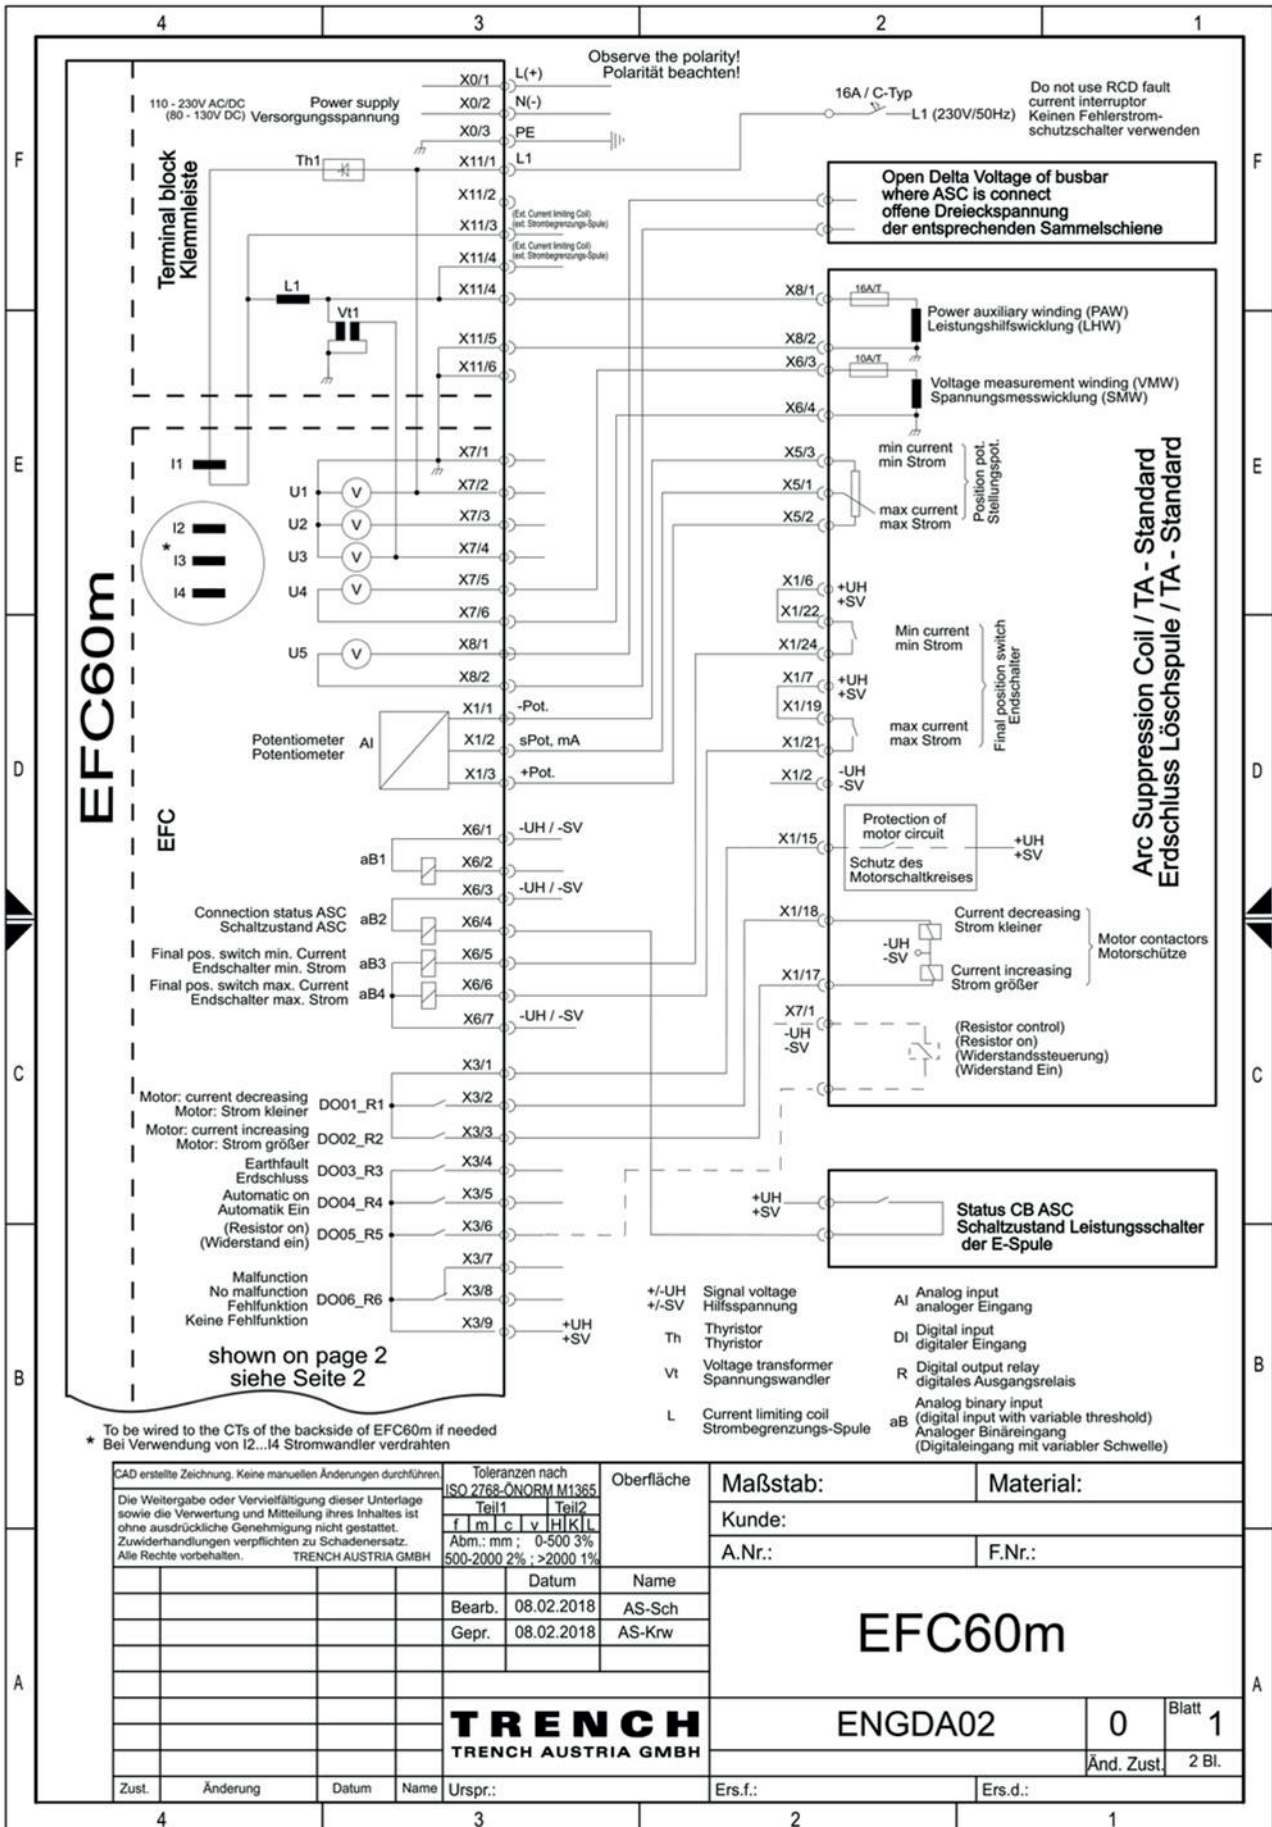 4
3
2
1
F
E
D
C
B
A
F
E
D
C
B
A
Observe the polarity!
Polarität beachten!
110 - 230V AC/DC
(80 - 130V DC)
Power supply
Versorgungsspannung
X0/1
L(+)
X0/2
N(-)
X0/3
PE
Th1
X11/1
L1
X11/2
X11/3
(Ext. Current limiting Coil)
(ext. Strombegrenzungs-Spule)
X11/4
(Ext. Current limiting Coil)
(ext. Strombegrenzungs-Spule)
L1
X11/4
Vt1
X11/5
X11/6
Terminal block
Klemmleiste
EFC60m
EFC
I1
I2
*
I3
I4
X7/1
U1
V
X7/2
U2
V
X7/3
U3
V
X7/4
U4
V
X7/5
X7/6
U5
V
X8/1
X8/2
Potentiometer
Potentiometer
AI
X1/1
-Pot.
X1/2
sPot, mA
X1/3
+Pot.
aB1
X6/1
-UH / -SV
X6/2
X6/3
-UH / -SV
Connection status ASC
Schaltzustand ASC
aB2
X6/4
Final pos. switch min. Current
Endschalter min. Strom
aB3
X6/5
Final pos. switch max. Current
Endschalter max. Strom
aB4
X6/6
X6/7
-UH / -SV
X3/1
Motor: current decreasing
Motor: Strom kleiner
DO01_R1
X3/2
Motor: current increasing
Motor: Strom größer
DO02_R2
X3/3
Earthfault
Erdschluss
DO03_R3
X3/4
Automatic on
Automatik Ein
DO04_R4
X3/5
(Resistor on)
(Widerstand ein)
DO05_R5
X3/6
X3/7
Malfunction
No malfunction
Fehlfunktion
Keine Fehlfunktion
DO06_R6
X3/8
X3/9
+UH
+SV
shown on page 2
siehe Seite 2
To be wired to the CTs of the backside of EFC60m if needed
* Bei Verwendung von I2...I4 Stromwandler verdrahten
16A / C-Typ
L1 (230V/50Hz)
Do not use RCD fault
current interruptor
Keinen Fehlerstrom-
schutzschalter verwenden
Open Delta Voltage of busbar
where ASC is connect
offene Dreieckspannung
der entsprechenden Sammelschiene
X8/1
16A/T
Power auxiliary winding (PAW)
Leistungshilfswicklung (LHW)
X8/2
X6/3
10A/T
Voltage measurement winding (VMW)
Spannungsmesswicklung (SMW)
X6/4
X5/3
min current
min Strom
X5/1
max current
max Strom
X5/2
Position pot.
Stellungspot.
Arc Suppression Coil / TA - Standard
Erdschluss Löschspule / TA - Standard
X1/6
+UH
+SV
X1/22
Min current
min Strom
X1/24
X1/7
+UH
+SV
X1/19
max current
max Strom
X1/21
Final position switch
Endschalter
X1/2
-UH
-SV
Protection of
motor circuit
X1/15
+UH
+SV
Schutz des
Motorschaltkreises
X1/18
Current decreasing
Strom kleiner
-UH
-SV
Motor contactors
Motorschütze
X1/17
Current increasing
Strom größer
X7/1
-UH
-SV
(Resistor control)
(Resistor on)
(Widerstandssteuerung)
(Widerstand Ein)
+UH
+SV
Status CB ASC
Schaltzustand Leistungsschalter
der E-Spule
+/-UH Signal voltage
+/-SV Hilfsspannung
Th Thyristor
Thyristor
Vt Voltage transformer
Spannungswandler
L Current limiting coil
Strombegrenzungs-Spule
AI Analog input
analoger Eingang
DI Digital input
digitaler Eingang
R Digital output relay
digitales Ausgangsrelais
aB Analog binary input
(digital input with variable threshold)
Analoger Binäreingang
(Digitaleingang mit variabler Schwelle)
CAD erstellte Zeichnung. Keine manuellen Änderungen durchführen.
Die Weitergabe oder Vervielfältigung dieser Unterlage
sowie die Verwertung und Mitteilung ihres Inhaltes ist
ohne ausdrückliche Genehmigung nicht gestattet.
Zuwiderhandlungen verpflichten zu Schadenersatz.
Alle Rechte vorbehalten. TRENCH AUSTRIA GMBH
Toleranzen nach
ISO 2768-ÖNORM M1365
Teil1 Teil2
f m c v H K L
Abm.: mm ; 0-500 3%
500-2000 2% ; >2000 1%
Oberfläche
Maßstab:
Material:
Kunde:
A.Nr.:
F.Nr.:
Datum Name
Bearb. 08.02.2018 AS-Sch
Gepr. 08.02.2018 AS-Krw
EFC60m
TRENCH
TRENCH AUSTRIA GMBH
ENGDA02
0
Blatt 1
Änd. Zust.
2 Bl.
Zust. Änderung Datum Name
Urspr.:
Ers.f.:
Ers.d.:
4
3
2
1